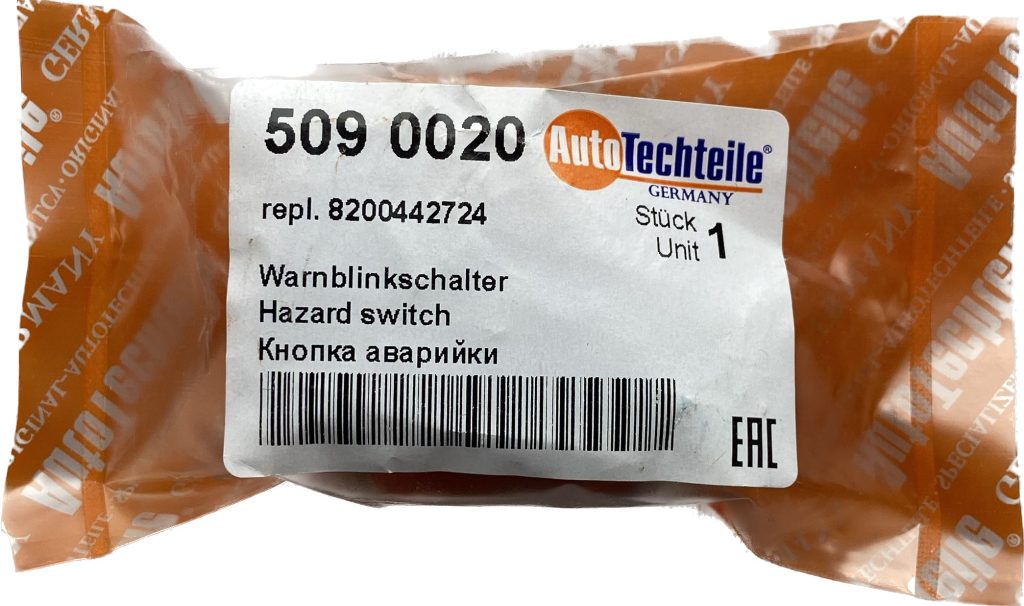 509 0020
AutoTechteile®
GERMANY
repl. 8200442724
Stück
Unit 1
Warnblinkschalter
Hazard switch
Кнопка аварийки
EAC